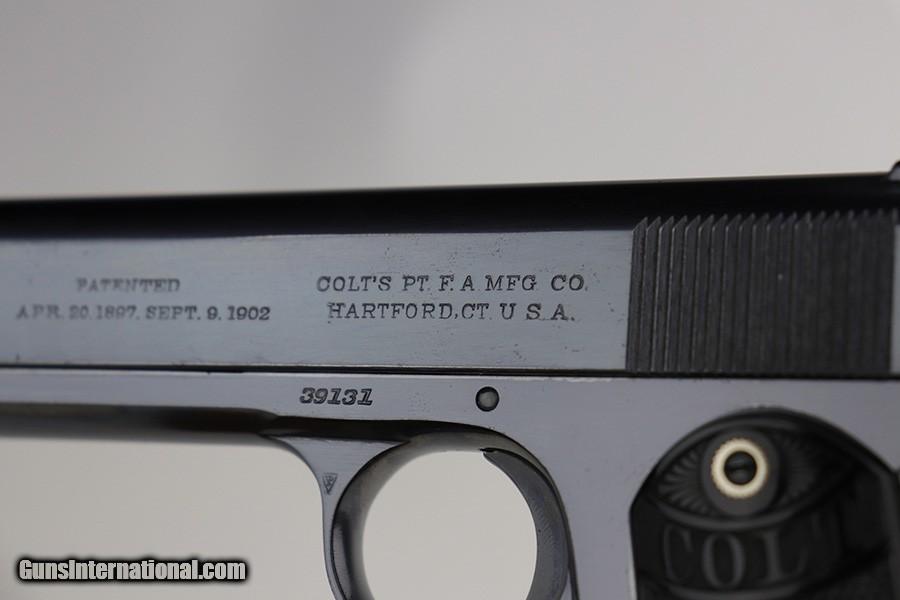 PATENTED
APR. 20. 1897. SEPT. 9. 1902
COLT'S PT. F. A. MFG. CO.
HARTFORD, CT. U. S. A.
39131
COLT
GunsInternational.com